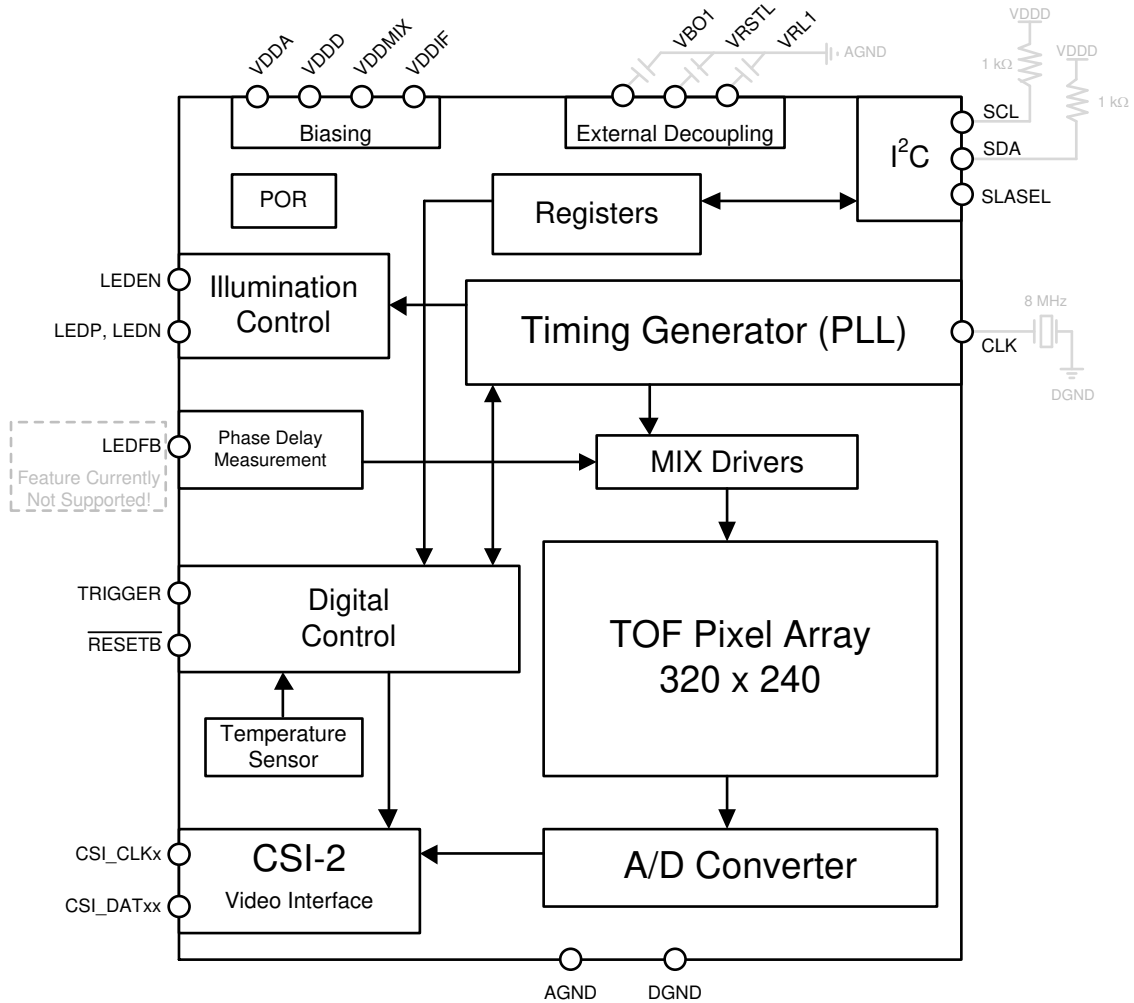 VDDA
VDDD
VDDMIX
VDDIF
VBO1
VRSTL
VRL1
AGND
VDDD
VDDD
1 kΩ
1 kΩ
Biasing
External Decoupling
I²C
SCL
SDA
SLASEL
POR
Registers
LEDEN
LEDP, LEDN
Illumination
Control
Timing Generator (PLL)
8 MHz
CLK
DGND
LEDFB
Feature Currently
Not Supported!
Phase Delay
Measurement
MIX Drivers
TRIGGER
RESETB
Digital
Control
TOF Pixel Array
320 x 240
Temperature
Sensor
CSI_CLKx
CSI_DATxx
CSI-2
Video Interface
A/D Converter
AGND
DGND